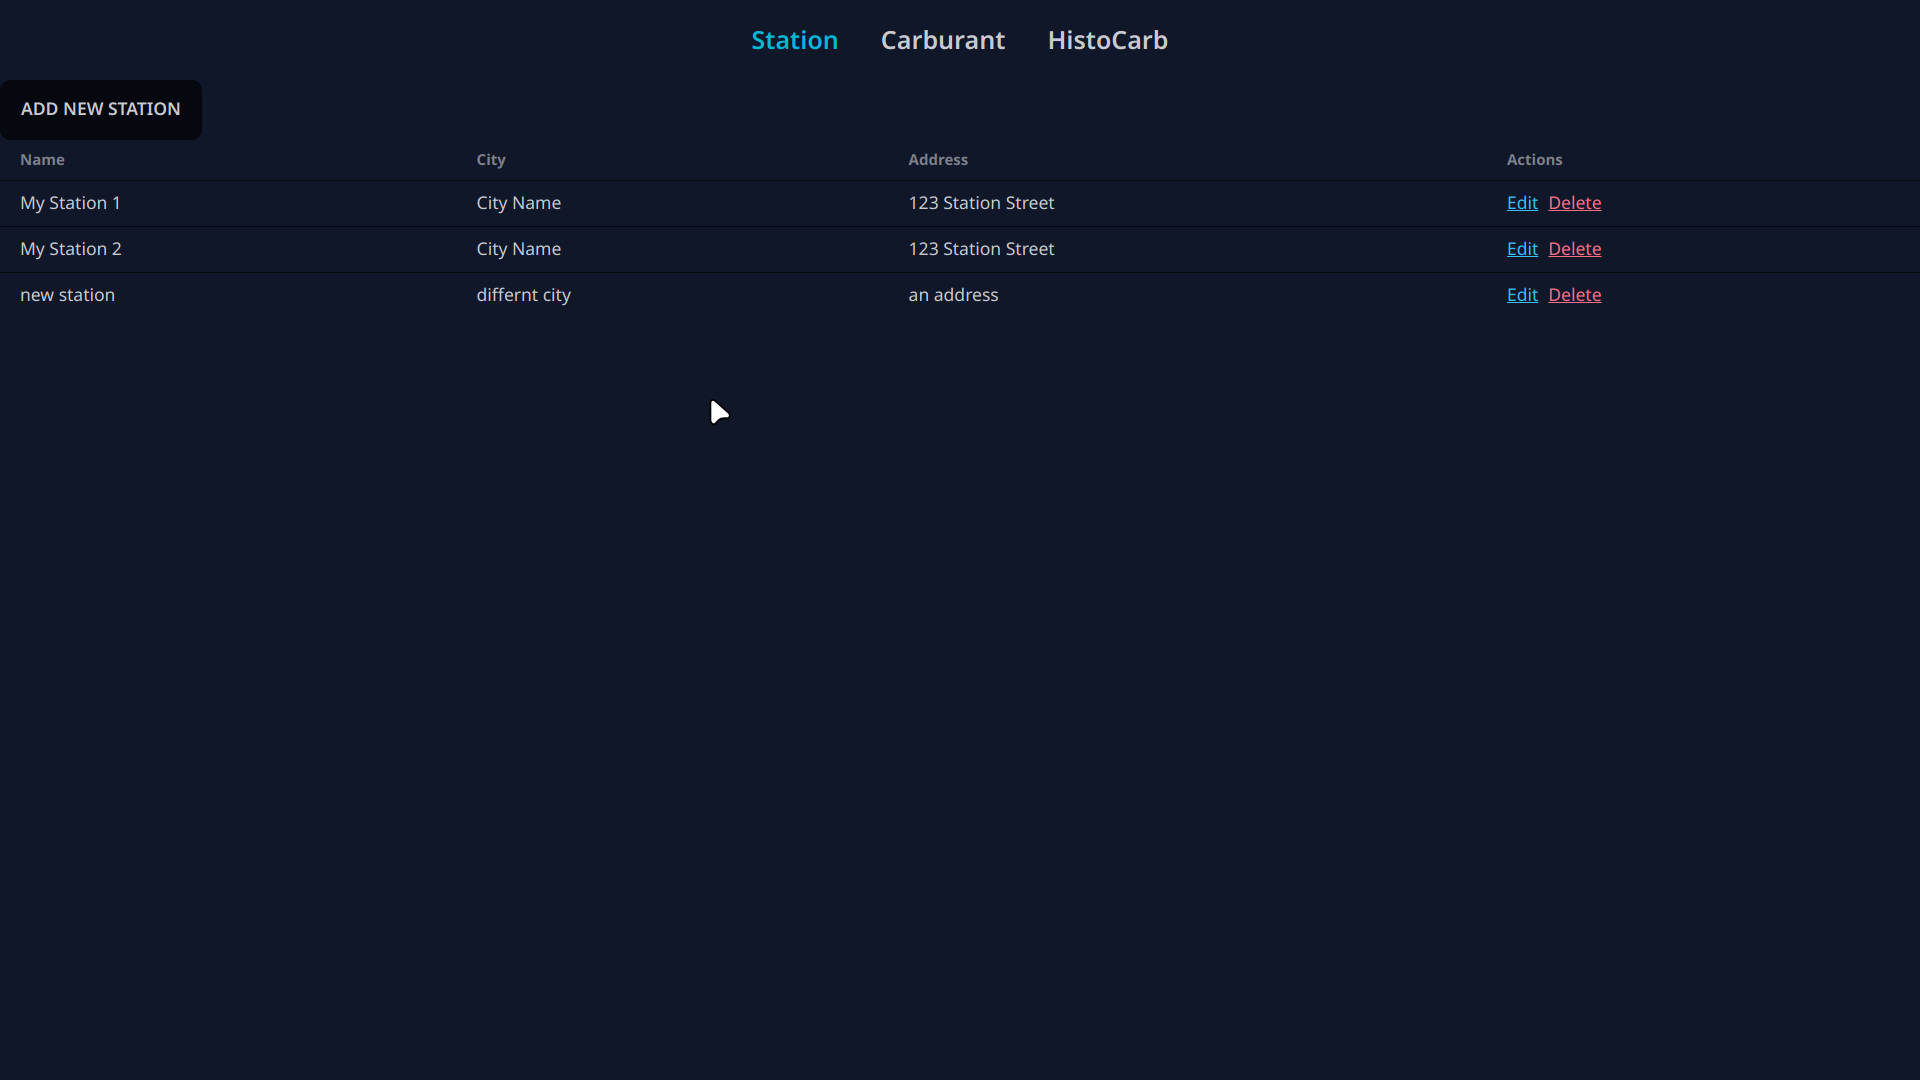 Station Carburant HistoCarb
ADD NEW STATION
Name City Address Actions
My Station 1 City Name 123 Station Street Edit Delete
My Station 2 City Name 123 Station Street Edit Delete
new station differnt city an address Edit Delete